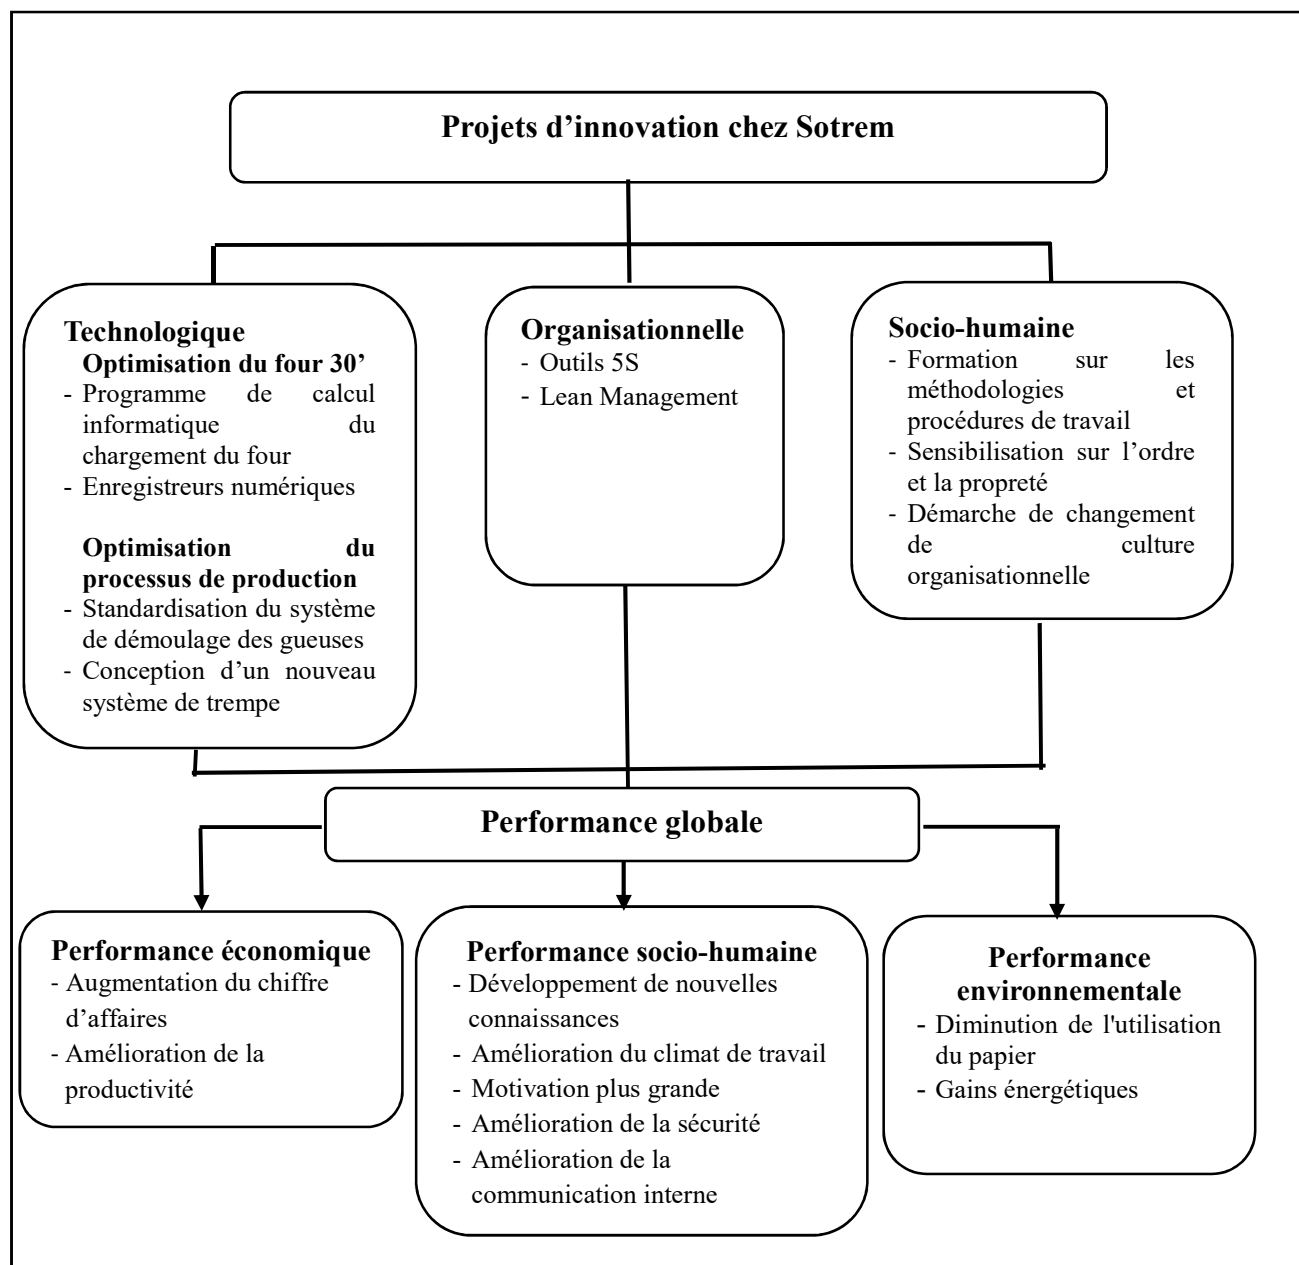 Projets d’innovation chez Sotrem
Technologique
Optimisation du four 30’
- Programme de calcul
informatique du
chargement du four
- Enregistreurs numériques
Optimisation du
processus de production
- Standardisation du système
de démoulage des gueuses
- Conception d’un nouveau
système de trempe
Organisationnelle
- Outils 5S
- Lean Management
Socio-humaine
- Formation sur les
méthodologies et
procédures de travail
- Sensibilisation sur l’ordre
et la propreté
- Démarche de changement
de culture
organisationnelle
Performance globale
Performance économique
- Augmentation du chiffre
d’affaires
- Amélioration de la
productivité
Performance socio-humaine
- Développement de nouvelles
connaissances
- Amélioration du climat de travail
- Motivation plus grande
- Amélioration de la sécurité
- Amélioration de la
communication interne
Performance
environnementale
- Diminution de l'utilisation
du papier
- Gains énergétiques